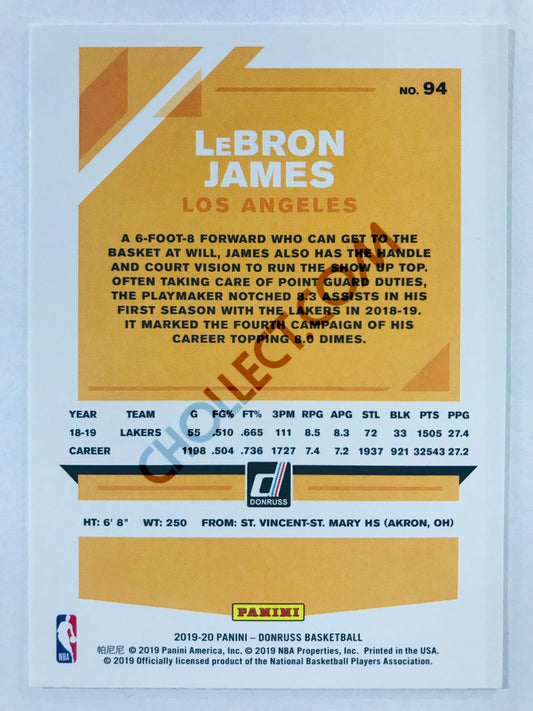 NO. 94
LeBRON
JAMES
LOS ANGELES
A 6-FOOT-8 FORWARD WHO CAN GET TO THE
BASKET AT WILL, JAMES ALSO HAS THE HANDLE
AND COURT VISION TO RUN THE SHOW UP TOP.
OFTEN TAKING CARE OF POINT GUARD DUTIES,
THE PLAYMAKER NOTCHED 8.3 ASSISTS IN HIS
FIRST SEASON WITH THE LAKERS IN 2018-19.
IT MARKED THE FOURTH CAMPAIGN OF HIS
CAREER TOPPING 8.0 DIMES.
CHOLLECT.COM
YEAR TEAM G FG% FT% 3PM RPG APG STL BLK PTS PPG
18-19 LAKERS 55 .510 .665 111 8.5 8.3 72 33 1505 27.4
CAREER 1198 .504 .736 1727 7.4 7.2 1937 921 32543 27.2
d
DONRUSS
HT: 6' 8" WT: 250 FROM: ST. VINCENT-ST. MARY HS (AKRON, OH)
PANINI
2019-20 PANINI – DONRUSS BASKETBALL
帕尼尼 © 2019 Panini America, Inc. © 2019 NBA Properties, Inc. Printed in the USA.
© 2019 Officially licensed product of the National Basketball Players Association.
NBA